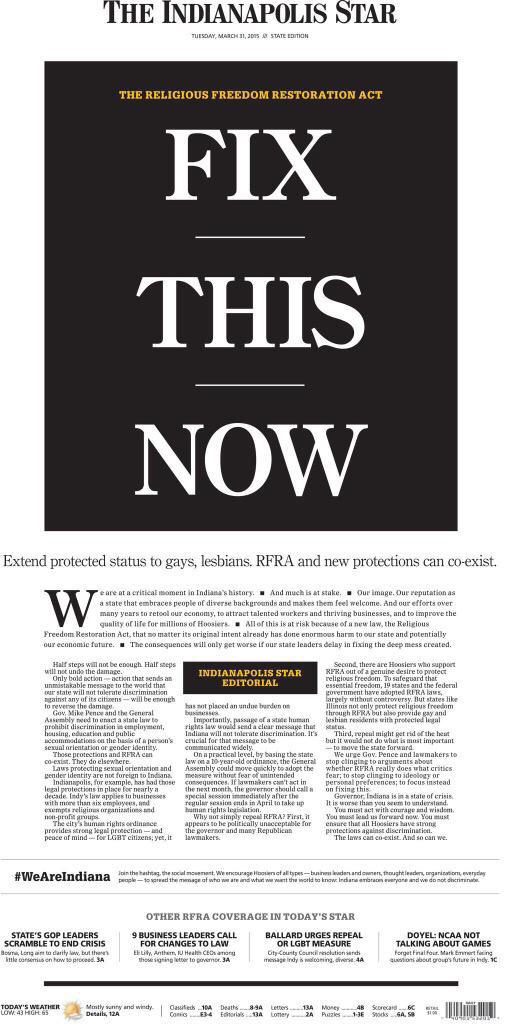 THE INDIANAPOLIS STAR
TUESDAY, MARCH 31, 2015 /// STATE EDITION
THE RELIGIOUS FREEDOM RESTORATION ACT
FIX
THIS
NOW
Extend protected status to gays, lesbians. RFRA and new protections can co-exist.
We are at a critical moment in Indiana's history. ■ And much is at stake. ■ Our image. Our reputation as
a state that embraces people of diverse backgrounds and makes them feel welcome. And our efforts over
many years to retool our economy, to attract talented workers and thriving businesses, and to improve the
quality of life for millions of Hoosiers. ■ All of this is at risk because of a new law, the Religious
Freedom Restoration Act, that no matter its original intent already has done enormous harm to our state and potentially
our economic future. ■ The consequences will only get worse if our state leaders delay in fixing the deep mess created.
Half steps will not be enough. Half steps
will not undo the damage.
Only bold action — action that sends an
unmistakable message to the world that
our state will not tolerate discrimination
against any of its citizens — will be enough
to reverse the damage.
Gov. Mike Pence and the General
Assembly need to enact a state law to
prohibit discrimination in employment,
housing, education and public
accommodations on the basis of a person's
sexual orientation or gender identity.
Those protections and RFRA can
co-exist. They do elsewhere.
Laws protecting sexual orientation and
gender identity are not foreign to Indiana.
Indianapolis, for example, has had those
legal protections in place for nearly a
decade. Indy's law applies to businesses
with more than six employees, and
exempts religious organizations and
non-profit groups.
The city's human rights ordinance
provides strong legal protection — and
peace of mind — for LGBT citizens; yet, it
INDIANAPOLIS STAR
EDITORIAL
has not placed an undue burden on
businesses.
Importantly, passage of a state human
rights law would send a clear message that
Indiana will not tolerate discrimination. It's
crucial for that message to be
communicated widely.
On a practical level, by basing the state
law on a 10-year-old ordinance, the General
Assembly could move quickly to adopt the
measure without fear of unintended
consequences. If lawmakers can't act in
the next month, the governor should call a
special session immediately after the
regular session ends in April to take up
human rights legislation.
Why not simply repeal RFRA? First, it
appears to be politically unacceptable for
the governor and many Republican
lawmakers.
Second, there are Hoosiers who support
RFRA out of a genuine desire to protect
religious freedom. To safeguard that
essential freedom, 19 states and the federal
government have adopted RFRA laws,
largely without controversy. But states like
Illinois not only protect religious freedom
through RFRA but also provide gay and
lesbian residents with protected legal
status.
Third, repeal might get rid of the heat
but it would not do what is most important
— to move the state forward.
We urge Gov. Pence and lawmakers to
stop clinging to arguments about
whether RFRA really does what critics
fear; to stop clinging to ideology or
personal preferences; to focus instead
on fixing this.
Governor, Indiana is in a state of crisis.
It is worse than you seem to understand.
You must act with courage and wisdom.
You must lead us forward now. You must
ensure that all Hoosiers have strong
protections against discrimination.
The laws can co-exist. And so can we.
#WeAreIndiana
Join the hashtag, the social movement. We encourage Hoosiers of all types — business leaders and owners, thought leaders, organizations, everyday
people — to spread the message of who we are and what we want the world to know: Indiana embraces everyone and we do not discriminate.
OTHER RFRA COVERAGE IN TODAY'S STAR
STATE'S GOP LEADERS
SCRAMBLE TO END CRISIS
Bosma, Long aim to clarify law, but there's
little consensus on how to proceed. 3A
9 BUSINESS LEADERS CALL
FOR CHANGES TO LAW
Eli Lilly, Anthem, IU Health CEOs among
those signing letter to governor. 3A
BALLARD URGES REPEAL
OR LGBT MEASURE
City-County Council resolution sends
message Indy is welcoming, diverse. 4A
DOYEL: NCAA NOT
TALKING ABOUT GAMES
Forget Final Four. Mark Emmert facing
questions about group's future in Indy. 1C
TODAY'S WEATHER
LOW: 43 HIGH: 65
Mostly sunny and windy.
Details, 12A
Classifieds ..10A
Comics ....E3-4
Deaths ......8-9A
Editorials ..13A
Letters ......13A
Lottery ......2A
Money ........4B
Puzzles ....1-3E
Scorecard ....6C
Stocks ....6A, 5B
RETAIL